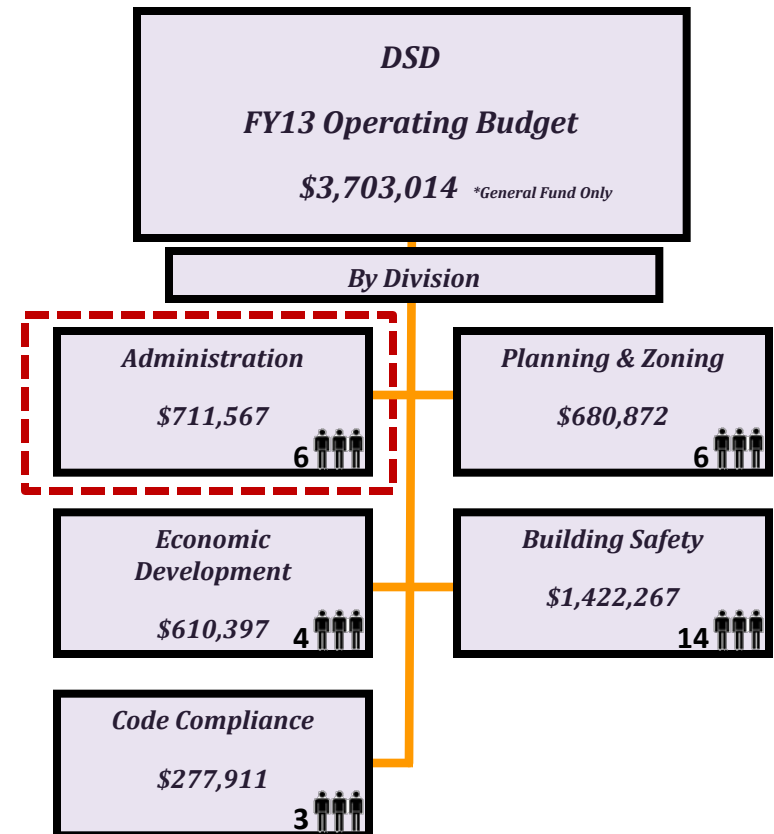 DSD
FY13 Operating Budget
$3,703,014 *General Fund Only
By Division
Administration
$711,567
6
Planning & Zoning
$680,872
6
Economic
Development
$610,397
4
Building Safety
$1,422,267
14
Code Compliance
$277,911
3